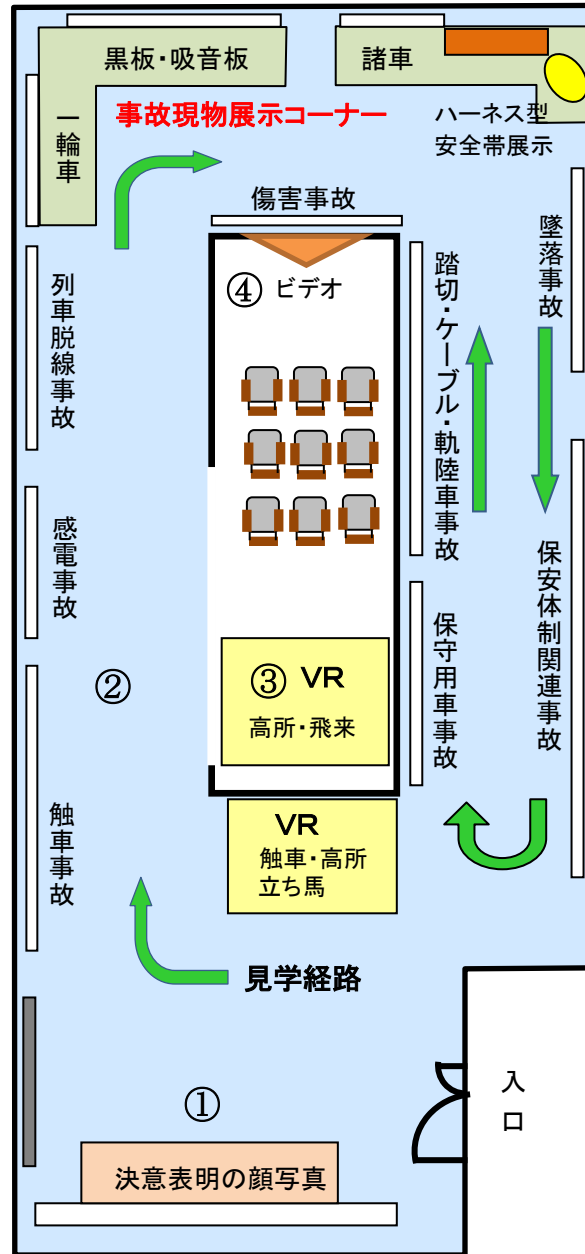 黒板・吸音板
諸車
一輪車
事故現物展示コーナー
ハーネス型
安全帯展示
傷害事故
墜落事故
④ ビデオ
踏切・ケーブル・軌陸車事故
列車脱線事故
感電事故
保安体制関連事故
保守用車事故
②
③ VR
高所・飛来
触車事故
VR
触車・高所
立ち馬
見学経路
入口
①
決意表明の顔写真